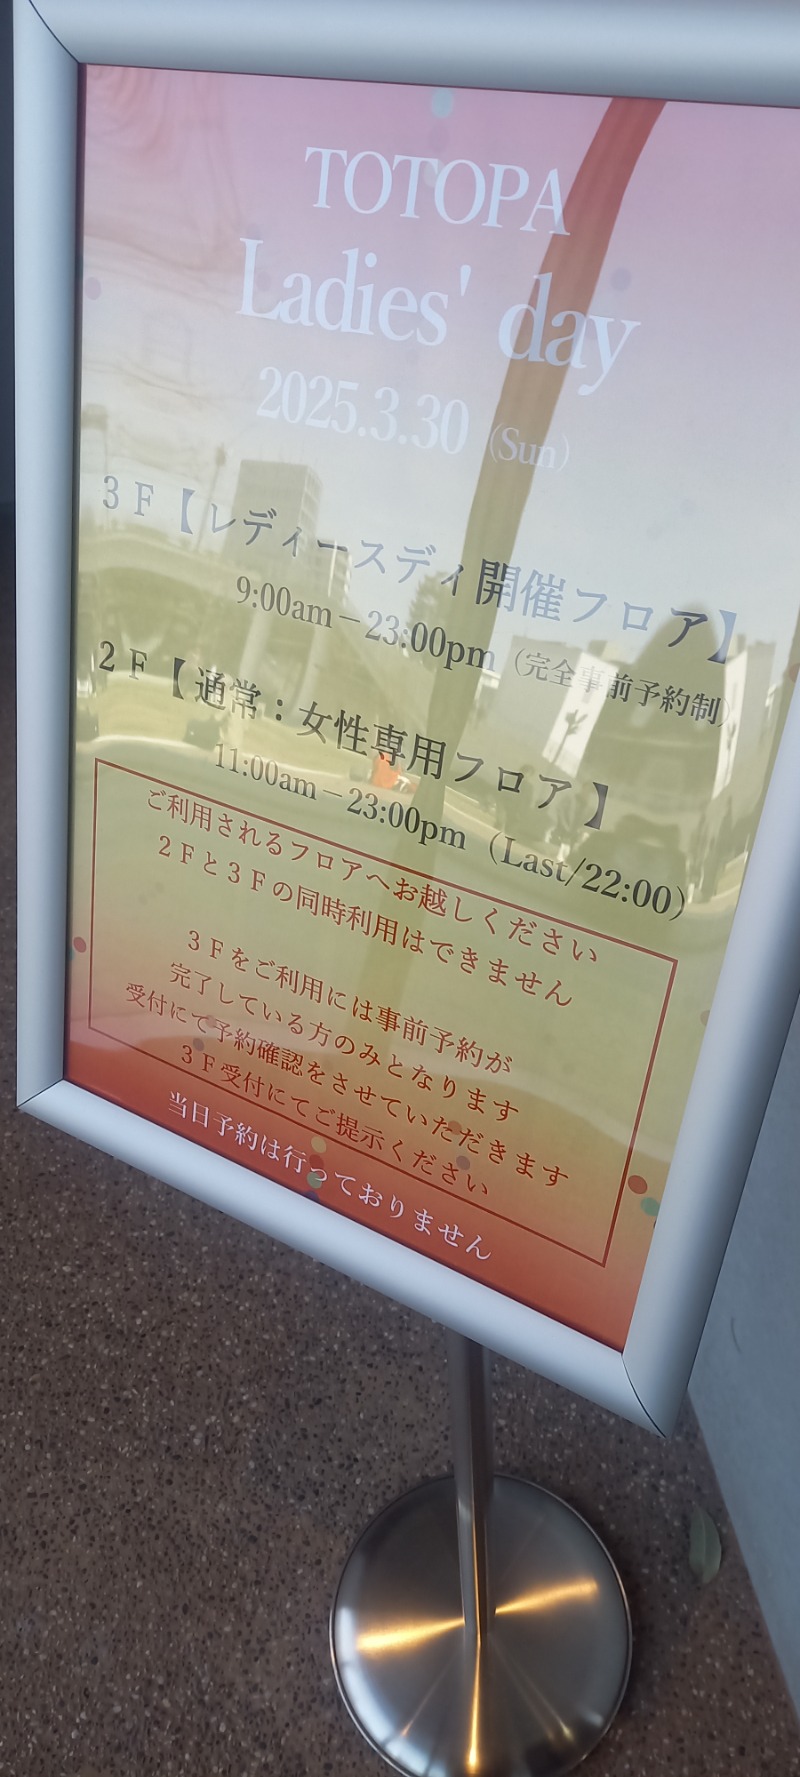 TOTOPA
Ladies' day
2025.3.30（Sun）
３Ｆ【レディースディ開催フロア】
9:00am－23:00pm（完全事前予約制）
２Ｆ【通常：女性専用フロア】
11:00am－23:00pm（Last/22:00）
ご利用されるフロアへお越しください
２Ｆと３Ｆの同時利用はできません
３Ｆをご利用には事前予約が
完了している方のみとなります
受付にて予約確認をさせていただきます
３Ｆ受付にてご提示ください
当日予約は行っておりません